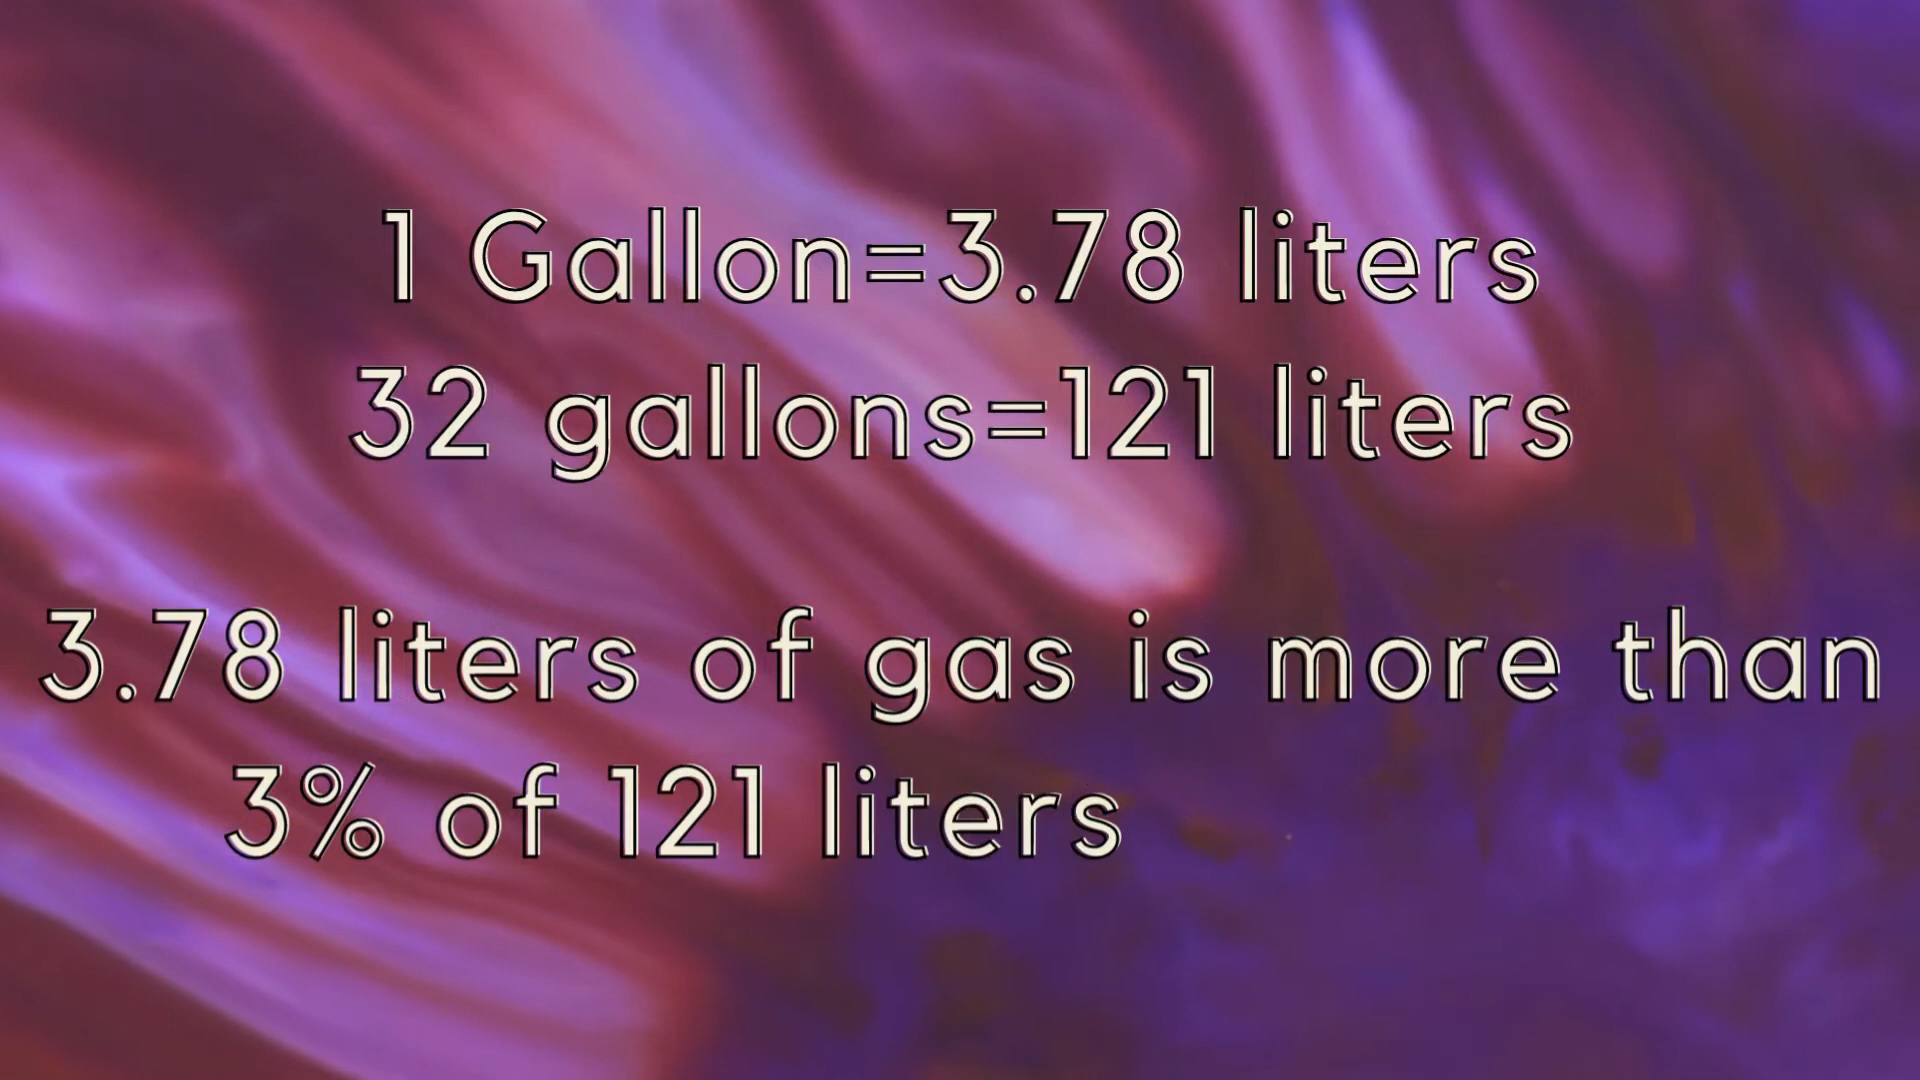 1 Gallon=3.78 liters
32 gallons=121 liters
3.78 liters of gas is more than
3% of 121 liters